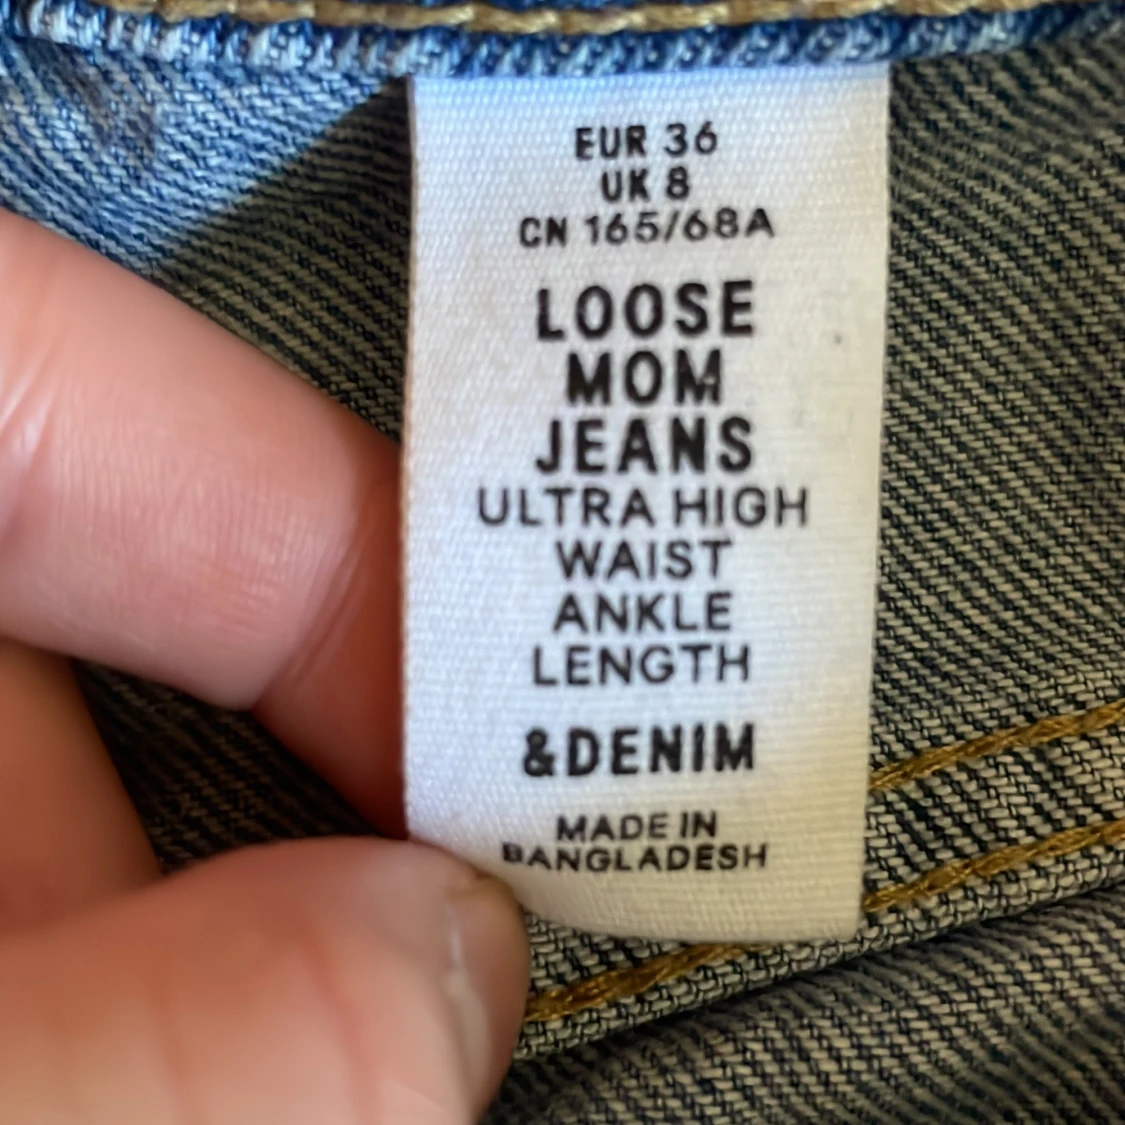 EUR 36
UK 8
CN 165/68A
LOOSE
MOM
JEANS
ULTRA HIGH
WAIST
ANKLE
LENGTH
&DENIM
MADE IN
BANGLADESH